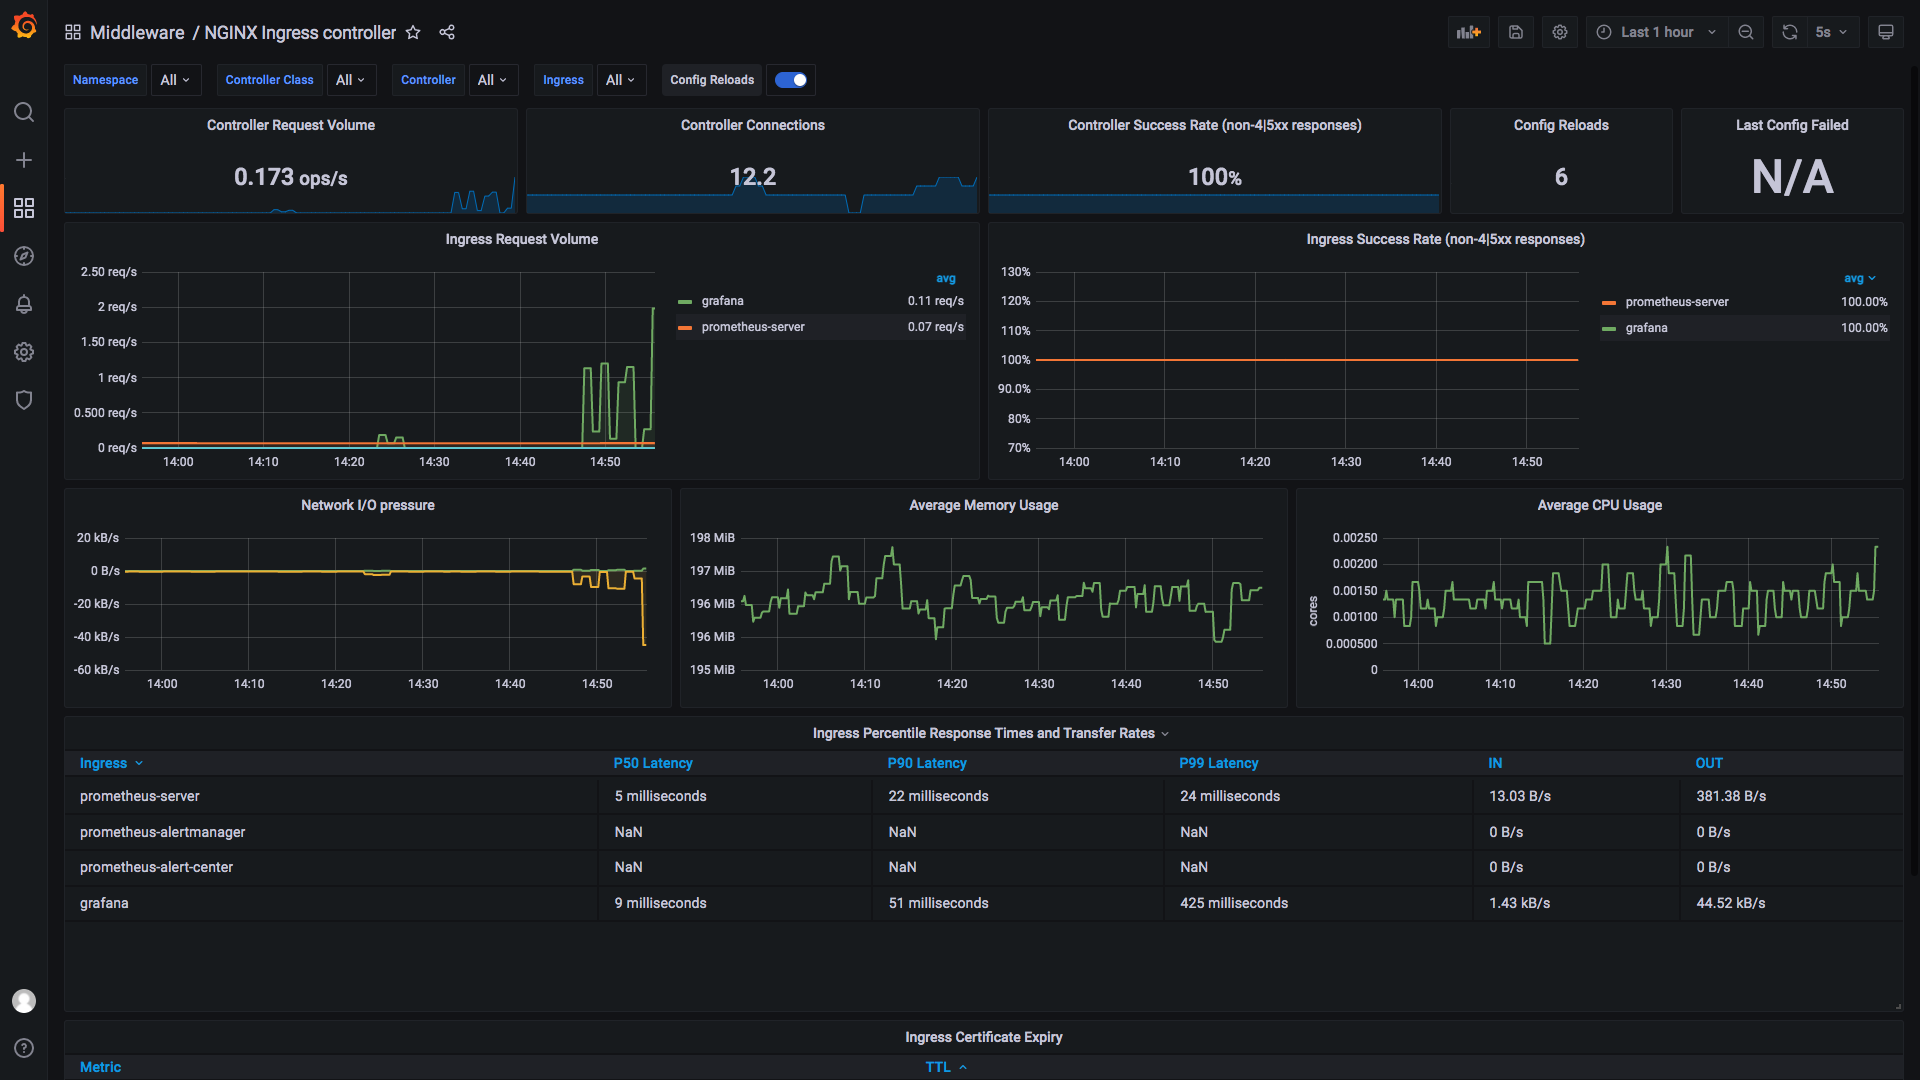 Middleware / NGINX Ingress controller
Last 1 hour
5s
Namespace All Controller Class All Controller All Ingress All Config Reloads
Controller Request Volume
0.173 ops/s
Controller Connections
12.2
Controller Success Rate (non-4|5xx responses)
100%
Config Reloads
6
Last Config Failed
N/A
Ingress Request Volume
2.50 req/s
2 req/s
1.50 req/s
1 req/s
0.500 req/s
0 req/s
14:00 14:10 14:20 14:30 14:40 14:50
avg
grafana 0.11 req/s
prometheus-server 0.07 req/s
Ingress Success Rate (non-4|5xx responses)
130%
120%
110%
100%
90.0%
80%
70%
14:00 14:10 14:20 14:30 14:40 14:50
avg
prometheus-server 100.00%
grafana 100.00%
Network I/O pressure
20 kB/s
0 B/s
-20 kB/s
-40 kB/s
-60 kB/s
14:00 14:10 14:20 14:30 14:40 14:50
Average Memory Usage
198 MiB
197 MiB
196 MiB
196 MiB
195 MiB
14:00 14:10 14:20 14:30 14:40 14:50
Average CPU Usage
cores
0.00250
0.00200
0.00150
0.00100
0.000500
0
14:00 14:10 14:20 14:30 14:40 14:50
Ingress Percentile Response Times and Transfer Rates
Ingress P50 Latency P90 Latency P99 Latency IN OUT
prometheus-server 5 milliseconds 22 milliseconds 24 milliseconds 13.03 B/s 381.38 B/s
prometheus-alertmanager NaN NaN NaN 0 B/s 0 B/s
prometheus-alert-center NaN NaN NaN 0 B/s 0 B/s
grafana 9 milliseconds 51 milliseconds 425 milliseconds 1.43 kB/s 44.52 kB/s
Ingress Certificate Expiry
Metric TTL